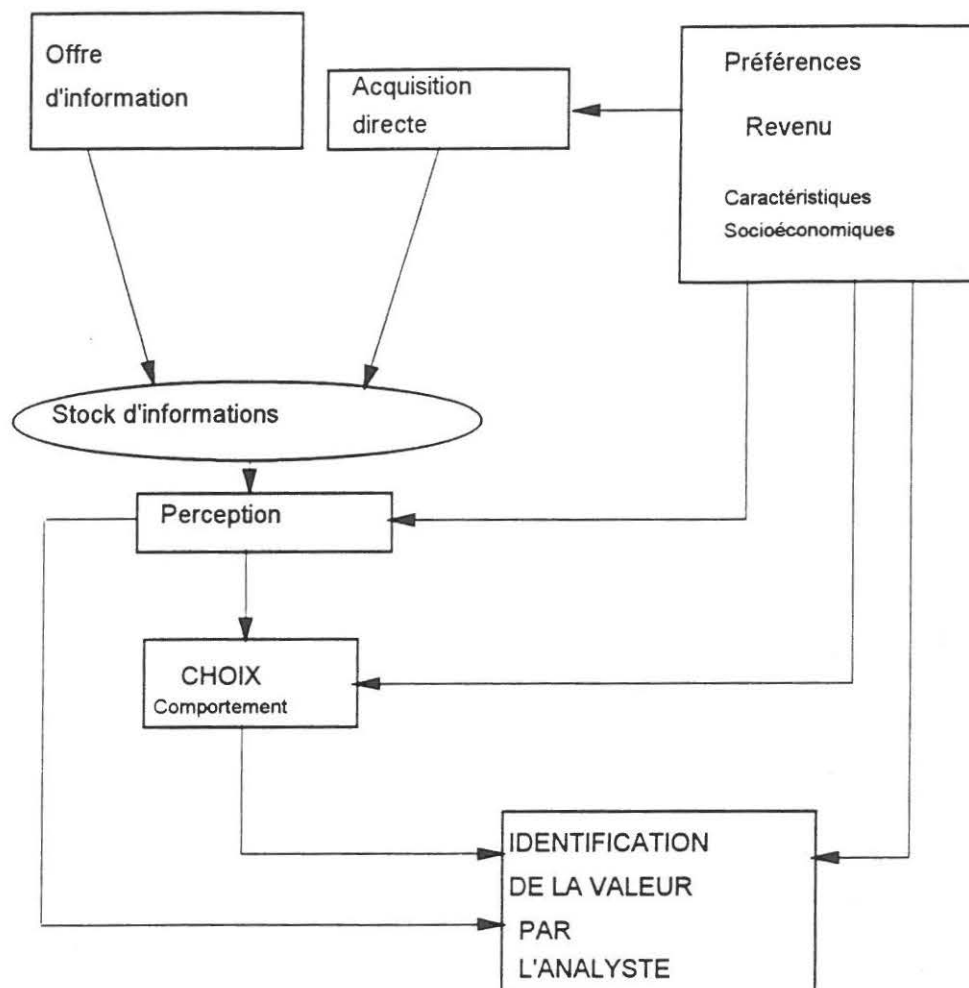 Offre
d'information
Acquisition
directe
Préférences
Revenu
Caractéristiques
Socioéconomiques
Stock d'informations
Perception
CHOIX
Comportement
IDENTIFICATION
DE LA VALEUR
PAR
L'ANALYSTE